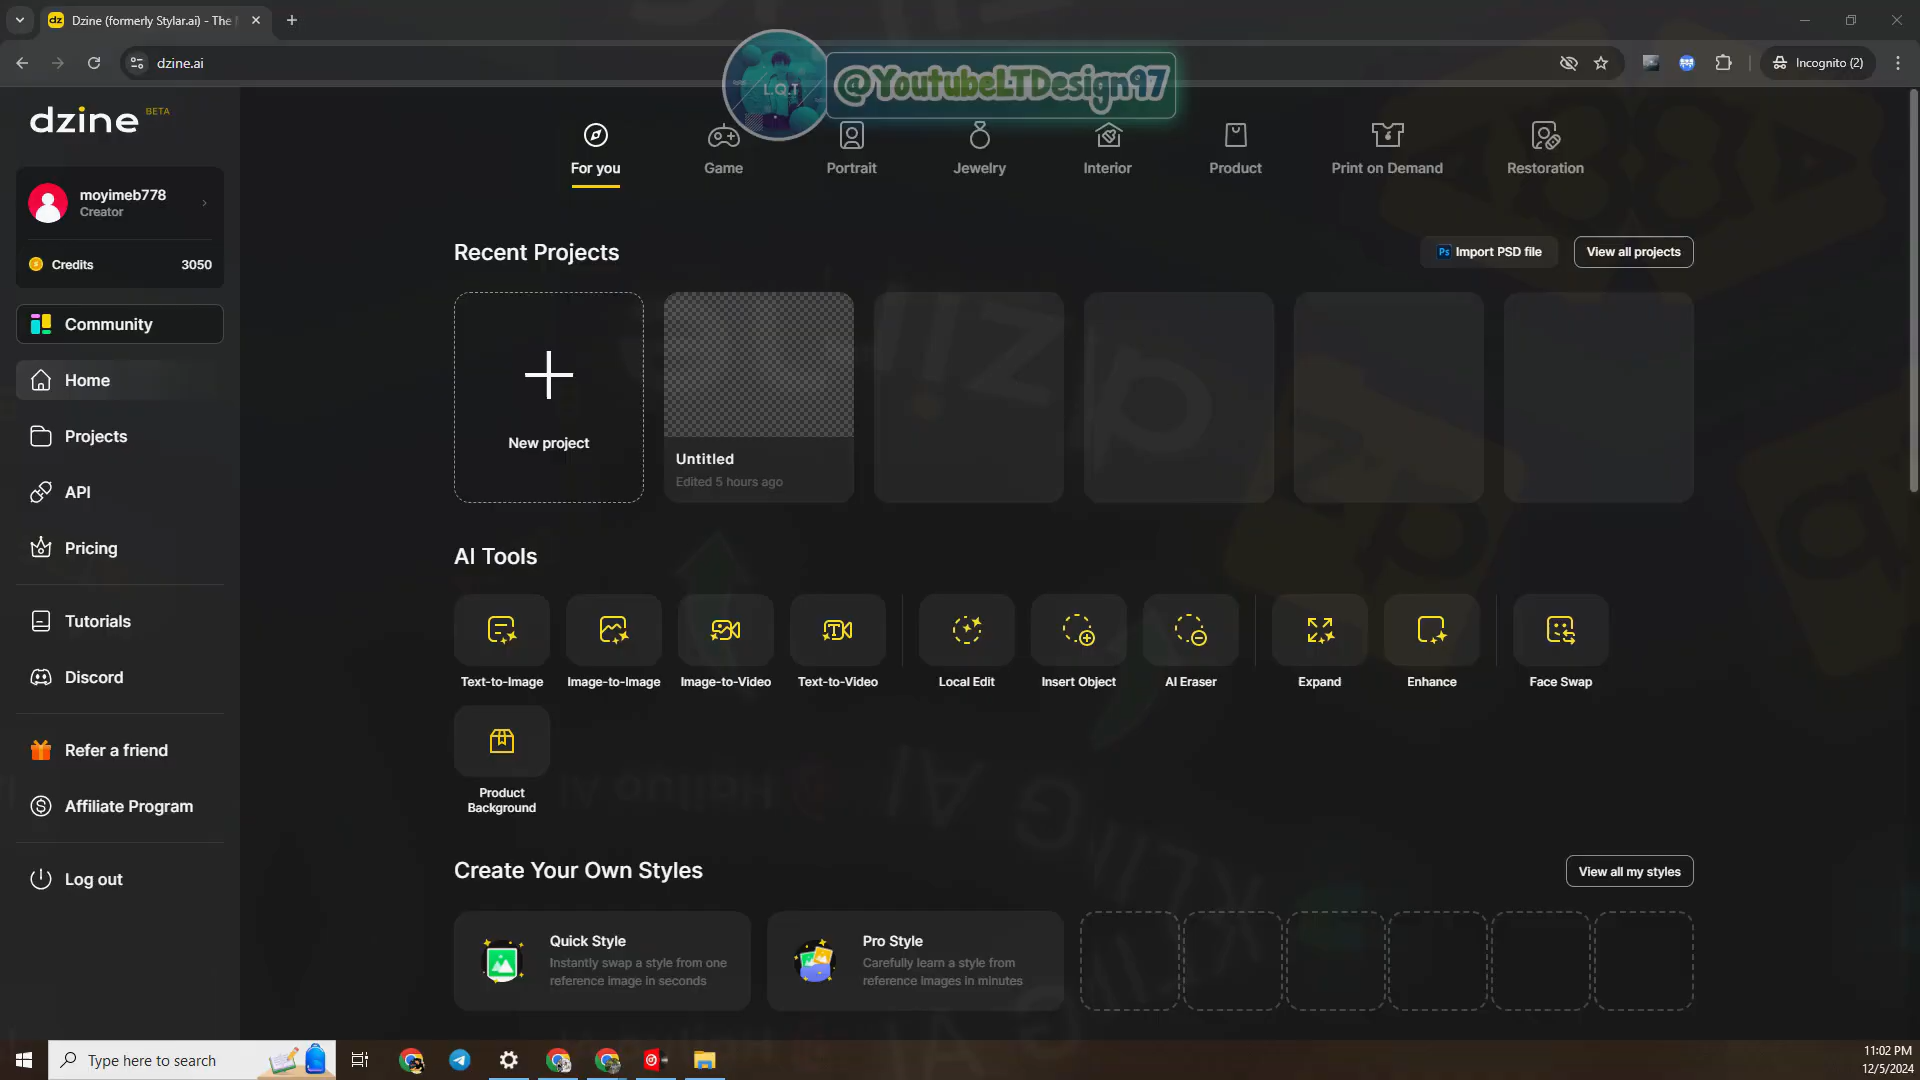 Dzine (formerly Stylar.ai) - The
dzine.ai
Incognito (2)
L.Q.T
@YoutubeLTDesign97
dzine BETA
moyimeb778
Creator
Credits 3050
Community
Home
Projects
API
Pricing
Tutorials
Discord
Refer a friend
Affiliate Program
Log out
For you
Game
Portrait
Jewelry
Interior
Product
Print on Demand
Restoration
Recent Projects
Ps Import PSD file
View all projects
New project
Untitled
Edited 5 hours ago
AI Tools
Text-to-Image
Image-to-Image
Image-to-Video
Text-to-Video
Local Edit
Insert Object
AI Eraser
Expand
Enhance
Face Swap
Product
Background
Create Your Own Styles
View all my styles
Quick Style
Instantly swap a style from one
reference image in seconds
Pro Style
Carefully learn a style from
reference images in minutes
Type here to search
11:02 PM
12/5/2024